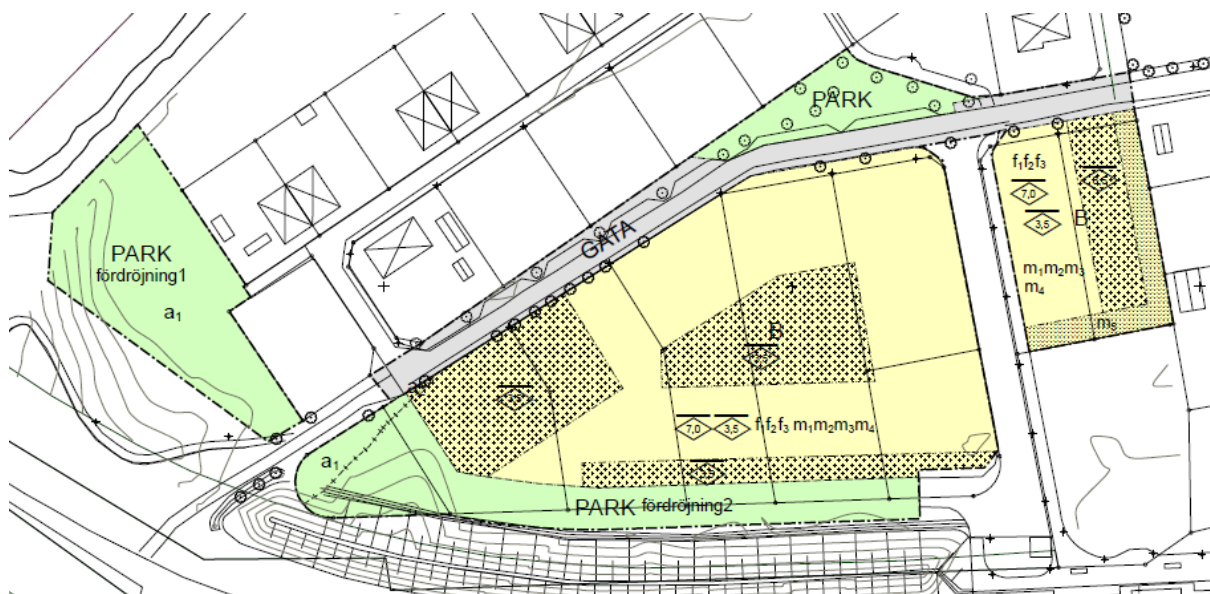 PARK
GATA
f₁f₂f₃
7,0
3,5
B
m₁m₂m₃
m₄
m₅
PARK
fördröjning1
a₁
B
7,0 3,5 f₁f₂f₃ m₁m₂m₃m₄
a₁
PARK fördröjning2